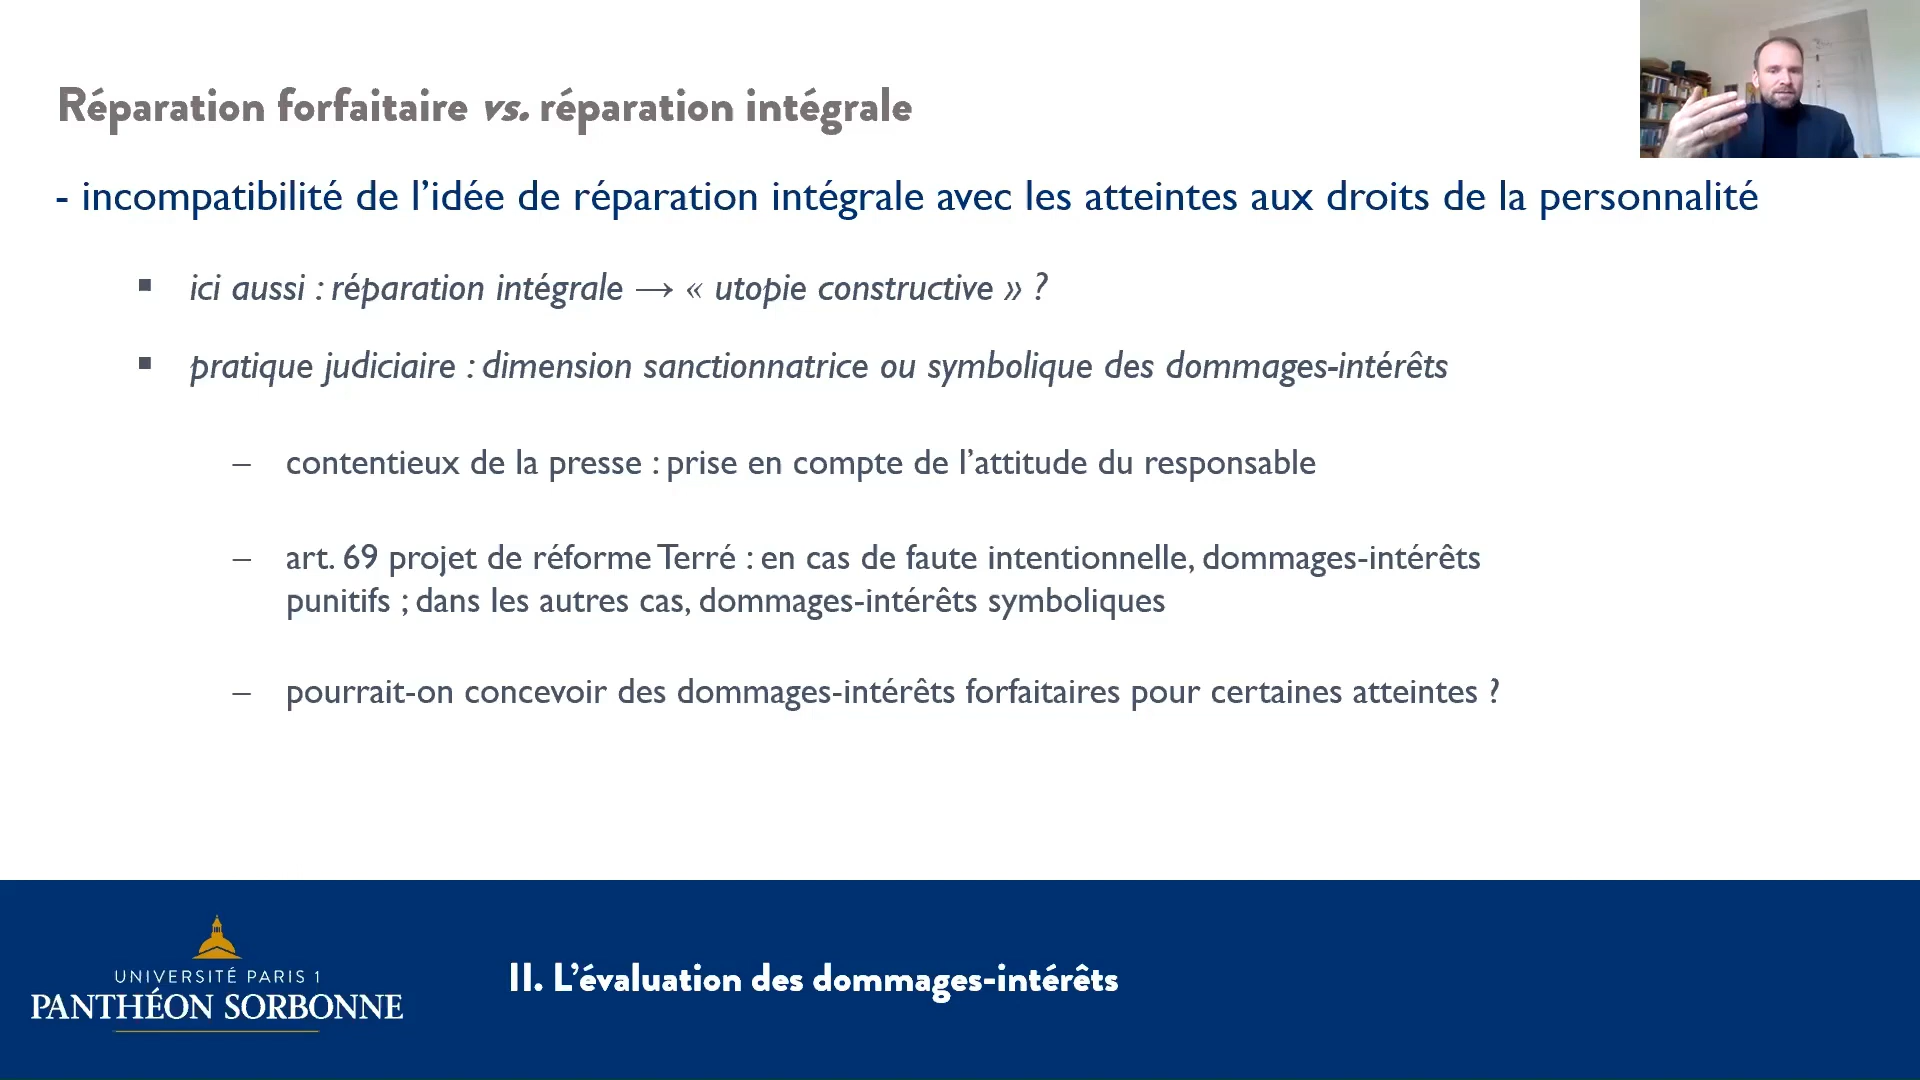 Réparation forfaitaire vs. réparation intégrale
- incompatibilité de l’idée de réparation intégrale avec les atteintes aux droits de la personnalité
▪ ici aussi : réparation intégrale → « utopie constructive » ?
▪ pratique judiciaire : dimension sanctionnatrice ou symbolique des dommages-intérêts
– contentieux de la presse : prise en compte de l’attitude du responsable
– art. 69 projet de réforme Terré : en cas de faute intentionnelle, dommages-intérêts
punitifs ; dans les autres cas, dommages-intérêts symboliques
– pourrait-on concevoir des dommages-intérêts forfaitaires pour certaines atteintes ?
UNIVERSITÉ PARIS 1
PANTHÉON SORBONNE
II. L’évaluation des dommages-intérêts